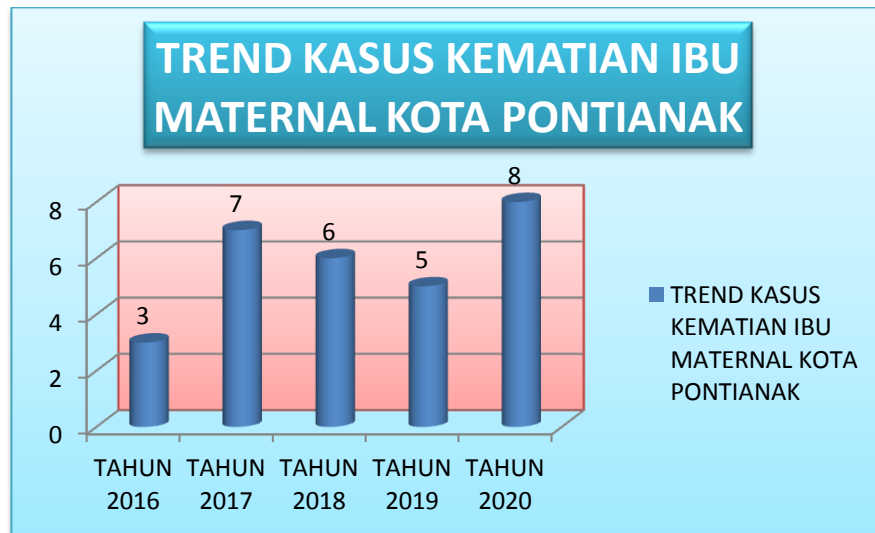 TREND KASUS KEMATIAN IBU
MATERNAL KOTA PONTIANAK
8
6
4
2
0
3
7
6
5
8
TAHUN 2016
TAHUN 2017
TAHUN 2018
TAHUN 2019
TAHUN 2020
TREND KASUS
KEMATIAN IBU
MATERNAL KOTA
PONTIANAK